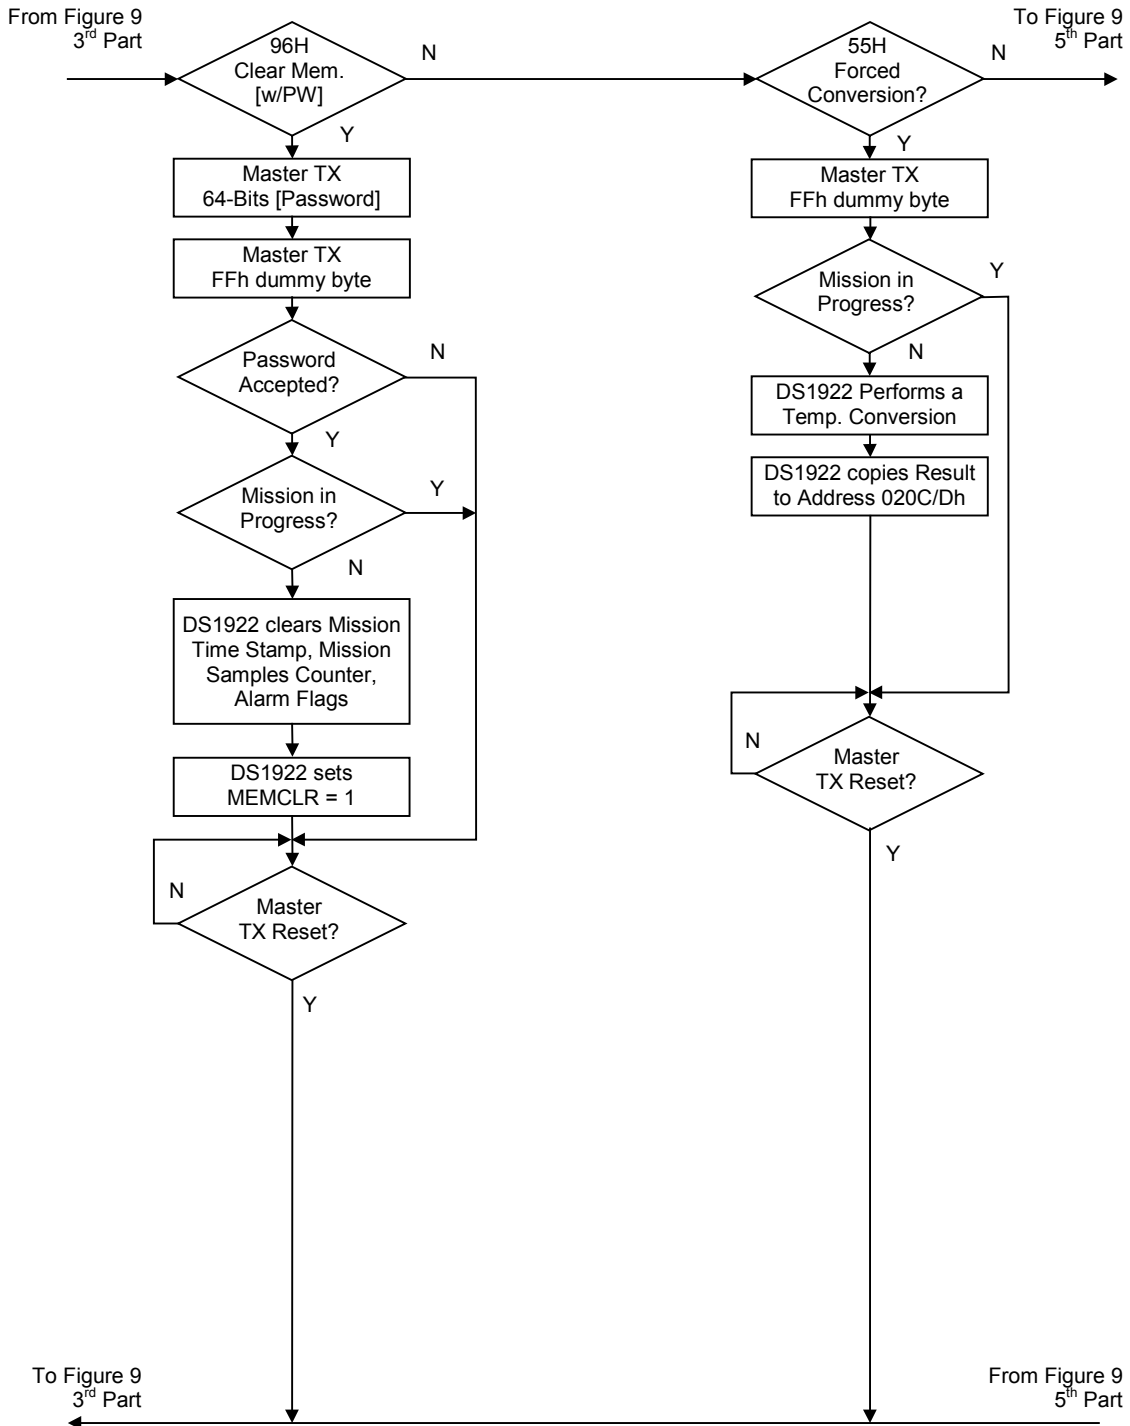 From Figure 9
3rd Part
To Figure 9
5th Part
96H
Clear Mem.
[w/PW]
N
Y
55H
Forced
Conversion?
N
Y
Master TX
64-Bits [Password]
Master TX
FFh dummy byte
Password
Accepted?
N
Y
Mission in
Progress?
Y
N
DS1922 clears Mission
Time Stamp, Mission
Samples Counter,
Alarm Flags
DS1922 sets
MEMCLR = 1
N
Master
TX Reset?
Y
Master TX
FFh dummy byte
Mission in
Progress?
Y
N
DS1922 Performs a
Temp. Conversion
DS1922 copies Result
to Address 020C/Dh
N
Master
TX Reset?
Y
To Figure 9
3rd Part
From Figure 9
5th Part